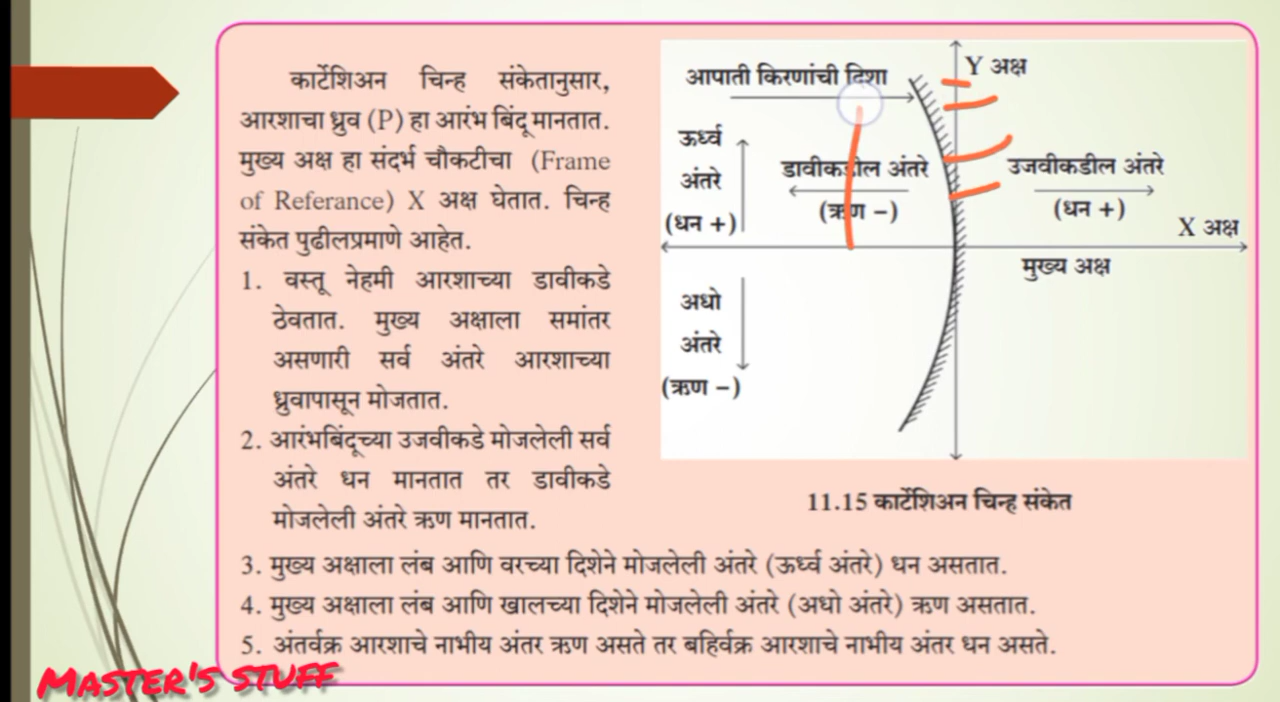 कार्टेशिअन चिन्ह संकेतानुसार,
आरशाचा ध्रुव (P) हा आरंभ बिंदू मानतात.
मुख्य अक्ष हा संदर्भ चौकटीचा (Frame
of Referance) X अक्ष घेतात. चिन्ह
संकेत पुढीलप्रमाणे आहेत.
1. वस्तू नेहमी आरशाच्या डावीकडे
ठेवतात. मुख्य अक्षाला समांतर
असणारी सर्व अंतरे आरशाच्या
ध्रुवापासून मोजतात.
2. आरंभबिंदूच्या उजवीकडे मोजलेली सर्व
अंतरे धन मानतात तर डावीकडे
मोजलेली अंतरे ऋण मानतात.
Y अक्ष
आपाती किरणांची दिशा
ऊर्ध्व
अंतरे
(धन +)
डावीकडील अंतरे
(ऋण –)
उजवीकडील अंतरे
(धन +)
X अक्ष
मुख्य अक्ष
अधो
अंतरे
(ऋण –)
11.15 कार्टेशिअन चिन्ह संकेत
3. मुख्य अक्षाला लंब आणि वरच्या दिशेने मोजलेली अंतरे (ऊर्ध्व अंतरे) धन असतात.
4. मुख्य अक्षाला लंब आणि खालच्या दिशेने मोजलेली अंतरे (अधो अंतरे) ऋण असतात.
5. अंतर्वक्र आरशाचे नाभीय अंतर ऋण असते तर बहिर्वक्र आरशाचे नाभीय अंतर धन असते.
MASTER'S STUFF